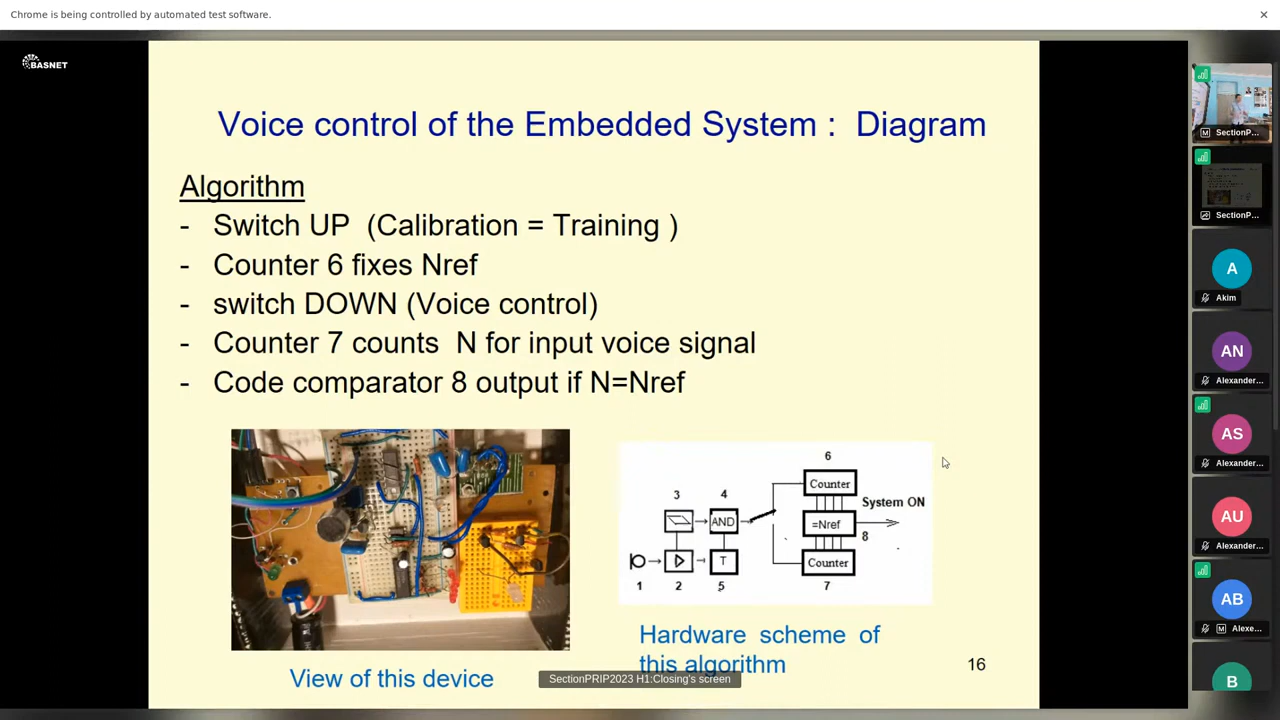 Chrome is being controlled by automated test software.
BASNET
Voice control of the Embedded System : Diagram
Algorithm
- Switch UP (Calibration = Training )
- Counter 6 fixes Nref
- switch DOWN (Voice control)
- Counter 7 counts N for input voice signal
- Code comparator 8 output if N=Nref
6
Counter
3 4
System ON
AND
=Nref
8
T
Counter
1 2 5 7
Hardware scheme of
this algorithm
View of this device
16
SectionPRIP2023 H1:Closing's screen
M SectionP...
SectionP...
A
Akim
AN
Alexander...
AS
Alexander...
AU
Alexander...
AB
M Alexe...
B